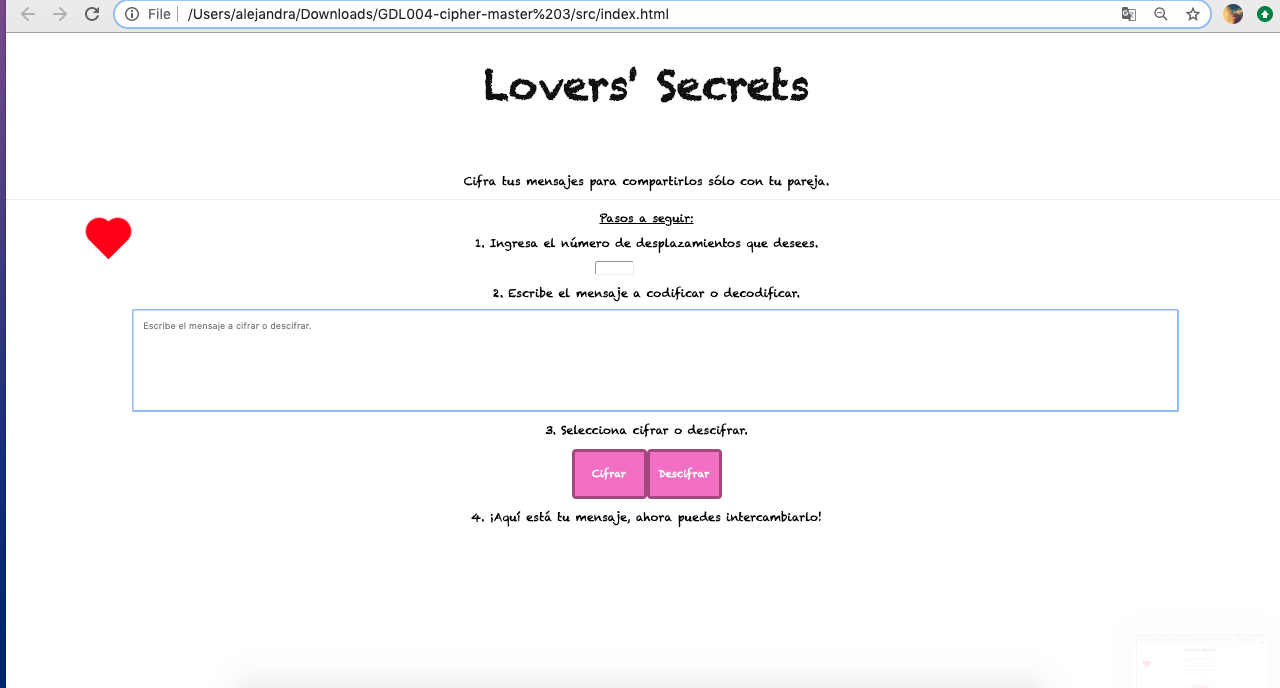 File /Users/alejandra/Downloads/GDL004-cipher-master%203/src/index.html
Lovers' Secrets
Cifra tus mensajes para compartirlos sólo con tu pareja.
Pasos a seguir:
1. Ingresa el número de desplazamientos que desees.
2. Escribe el mensaje a codificar o decodificar.
Escribe el mensaje a cifrar o descifrar.
3. Selecciona cifrar o descifrar.
Cifrar Descifrar
4. ¡Aquí está tu mensaje, ahora puedes intercambiarlo!